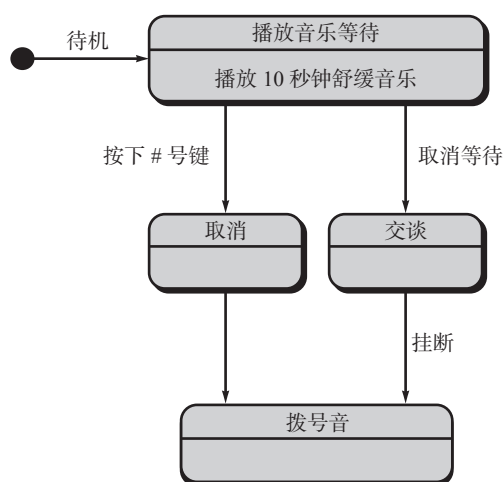 待机
播放音乐等待
播放 10 秒钟舒缓音乐
按下 # 号键
取消等待
取消
交谈
挂断
拨号音